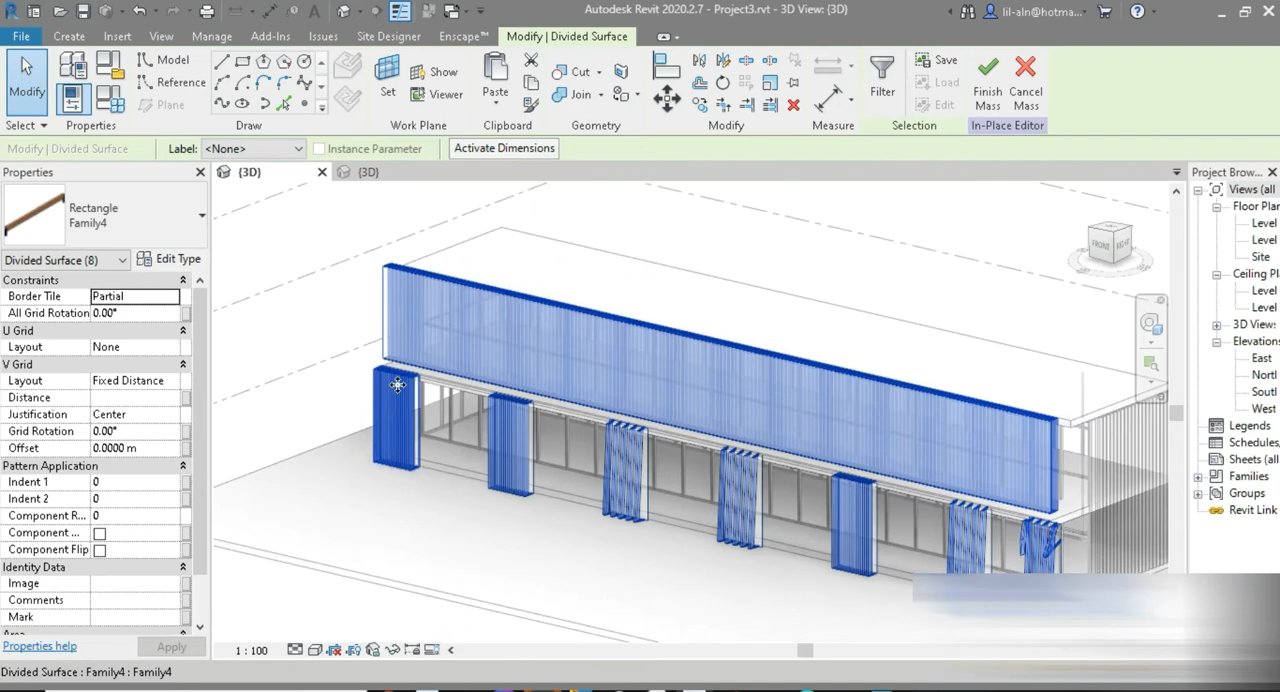 Autodesk Revit 2020.2.7 - Project3.rvt - 3D View: {3D}
lil-aln@hotma...
File Create Insert View Manage Add-Ins Issues Site Designer Enscape™ Modify | Divided Surface
Modify
Model
Reference
Plane
Set
Show
Viewer
Paste
Cut
Join
Filter
Save
Load
Edit
Finish Mass
Cancel Mass
Select Properties Draw Work Plane Clipboard Geometry Modify Measure Selection In-Place Editor
Modify | Divided Surface Label: <None> Instance Parameter Activate Dimensions
Properties
{3D} {3D}
Project Brow...
Rectangle
Family4
Divided Surface (8) Edit Type
Constraints
Border Tile Partial
All Grid Rotation 0.00°
U Grid
Layout None
V Grid
Layout Fixed Distance
Distance
Justification Center
Grid Rotation 0.00°
Offset 0.0000 m
Pattern Application
Indent 1 0
Indent 2 0
Component R... 0
Component ...
Component Flip
Identity Data
Image
Comments
Mark
Properties help Apply
FRONT RIGHT
Views (all
Floor Plan
Level
Level
Site
Ceiling Pl
Level
Level
3D View:
Elevations
East
North
South
West
Legends
Schedules,
Sheets (all
Families
Groups
Revit Link
1 : 100
Divided Surface : Family4 : Family4